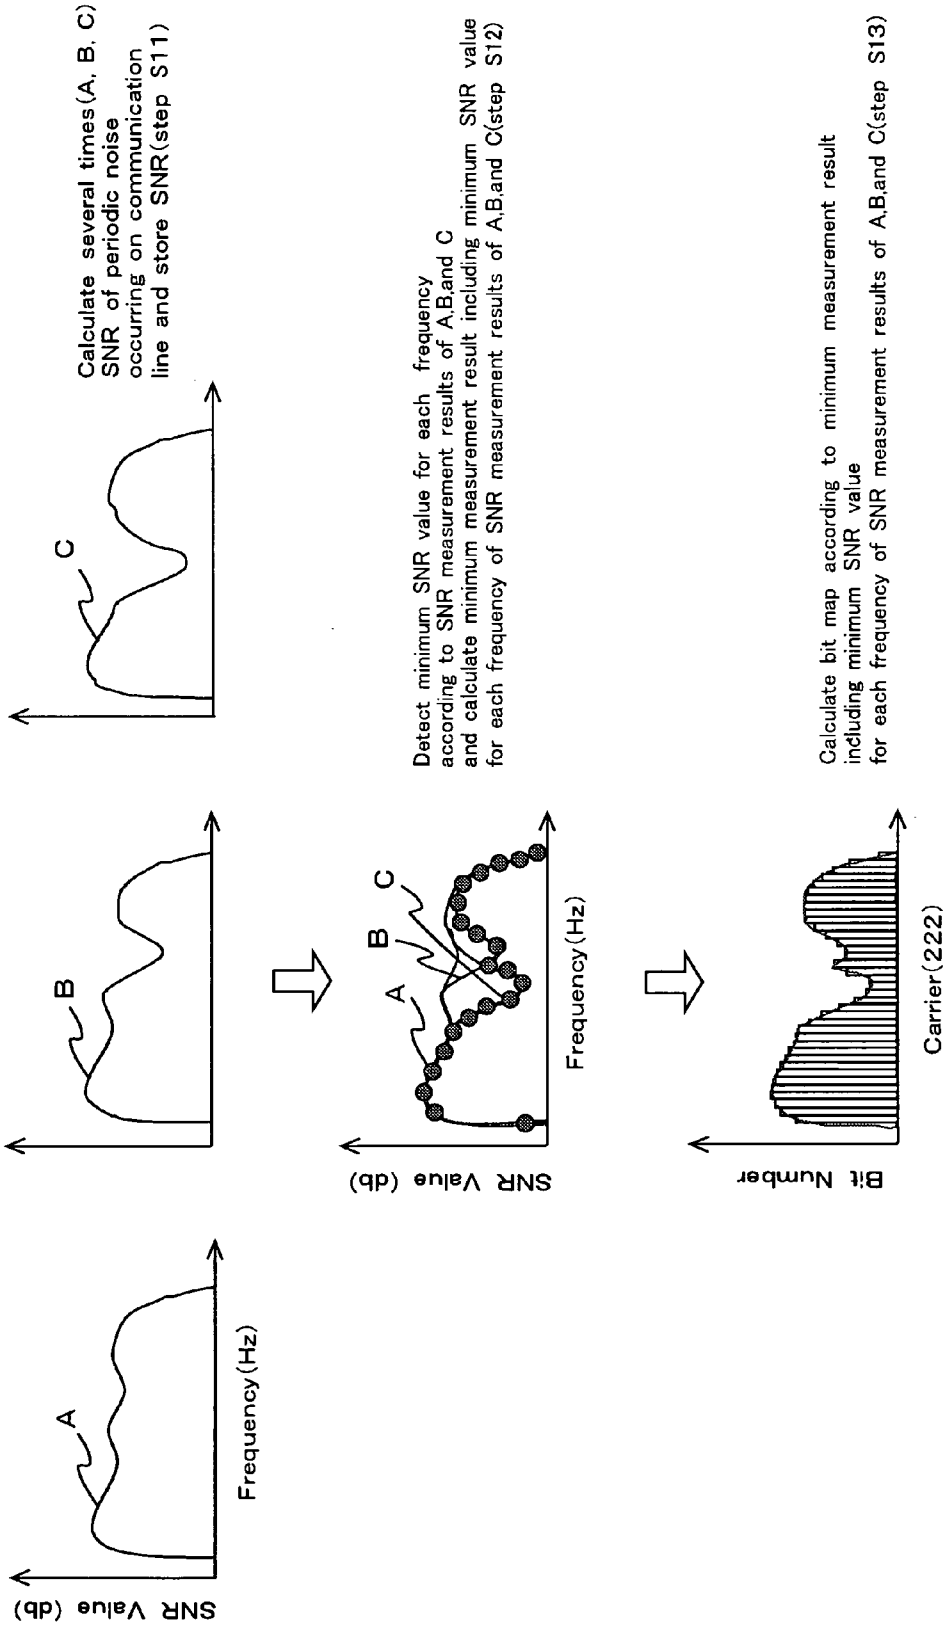 SNR Value (db)
A
Frequency(Hz)
B
C
Calculate several times(A, B, C)
SNR of periodic noise
occurring on communication
line and store SNR(step S11)
SNR Value (db)
A
B
C
Frequency(Hz)
Detect minimum SNR value for each frequency
according to SNR measurement results of A,B,and C
and calculate minimum measurement result including minimum SNR value
for each frequency of SNR measurement results of A,B,and C(step S12)
Bit Number
Carrier(222)
Calculate bit map according to minimum measurement result
including minimum SNR value
for each frequency of SNR measurement results of A,B,and C(step S13)